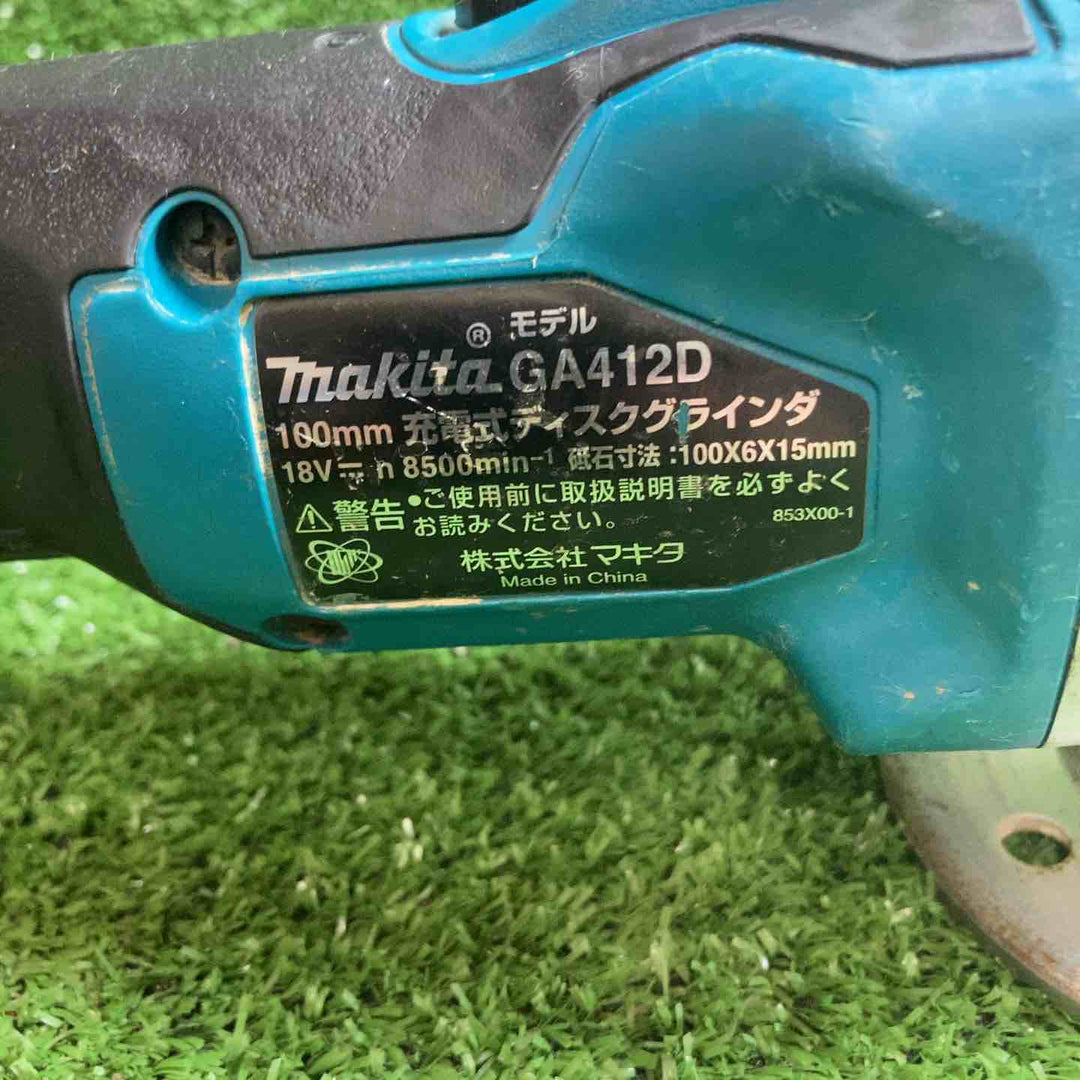 モデル
makita® GA412D
100mm 充電式ディスクグラインダ
18V⎓ n 8500min⁻¹ 砥石寸法:100X6X15mm
⚠警告 •ご使用前に取扱説明書を必ずよく
お読みください。
853X00-1
株式会社 マキタ
Made in China